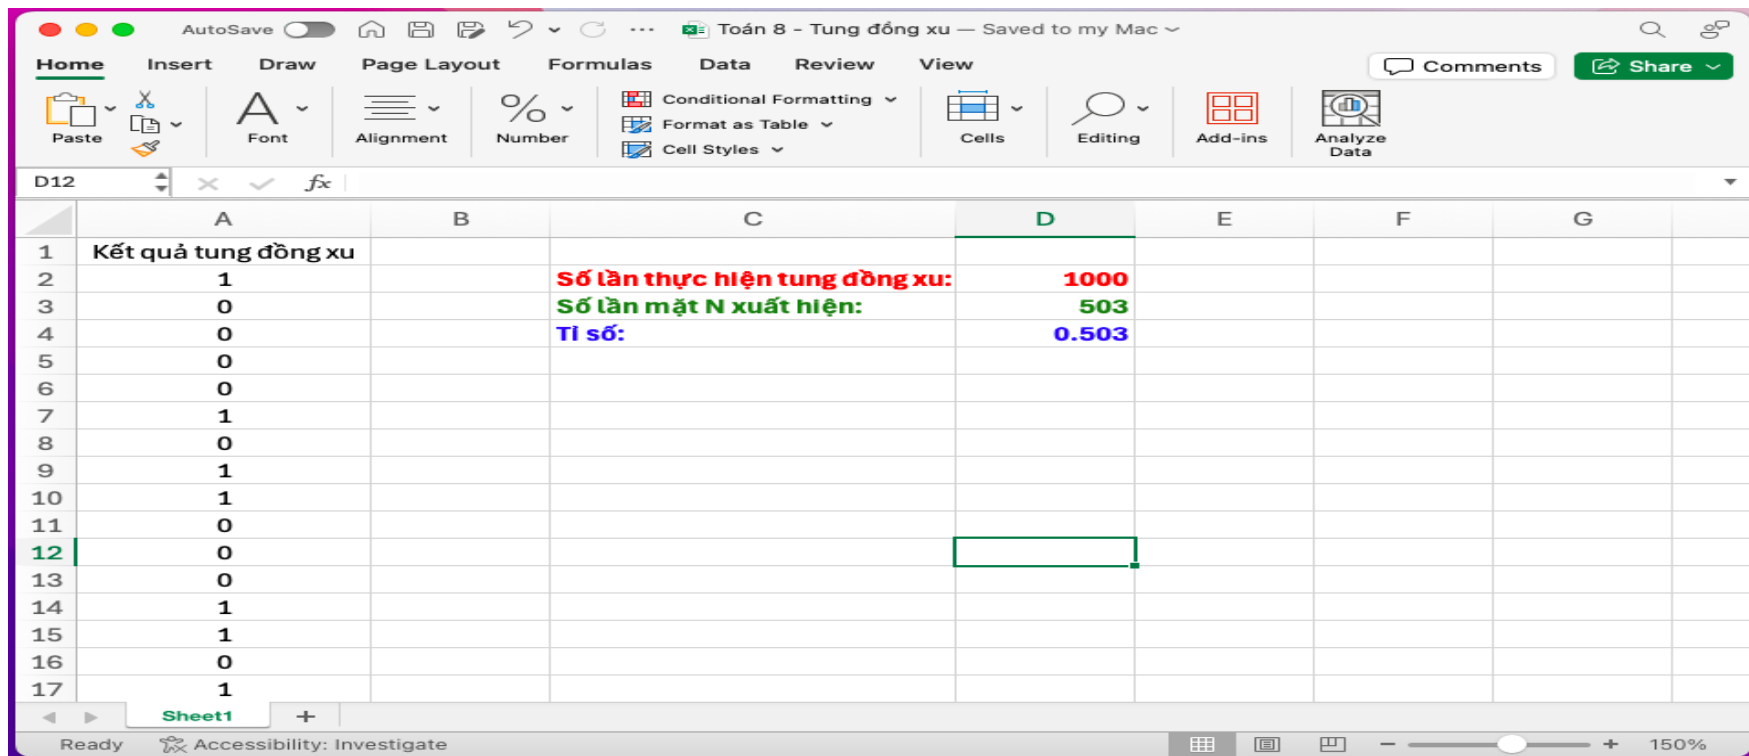 AutoSave ... Toán 8 - Tung đồng xu — Saved to my Mac
Home Insert Draw Page Layout Formulas Data Review View Comments Share
Paste Font Alignment Number Conditional Formatting Format as Table Cell Styles Cells Editing Add-ins Analyze Data
D12 fx
A B C D E F G
1 Kết quả tung đồng xu
2 1 Số lần thực hiện tung đồng xu: 1000
3 0 Số lần mặt N xuất hiện: 503
4 0 Tỉ số: 0.503
5 0
6 0
7 1
8 0
9 1
10 1
11 0
12 0
13 0
14 1
15 1
16 0
17 1
Sheet1 +
Ready Accessibility: Investigate − + 150%